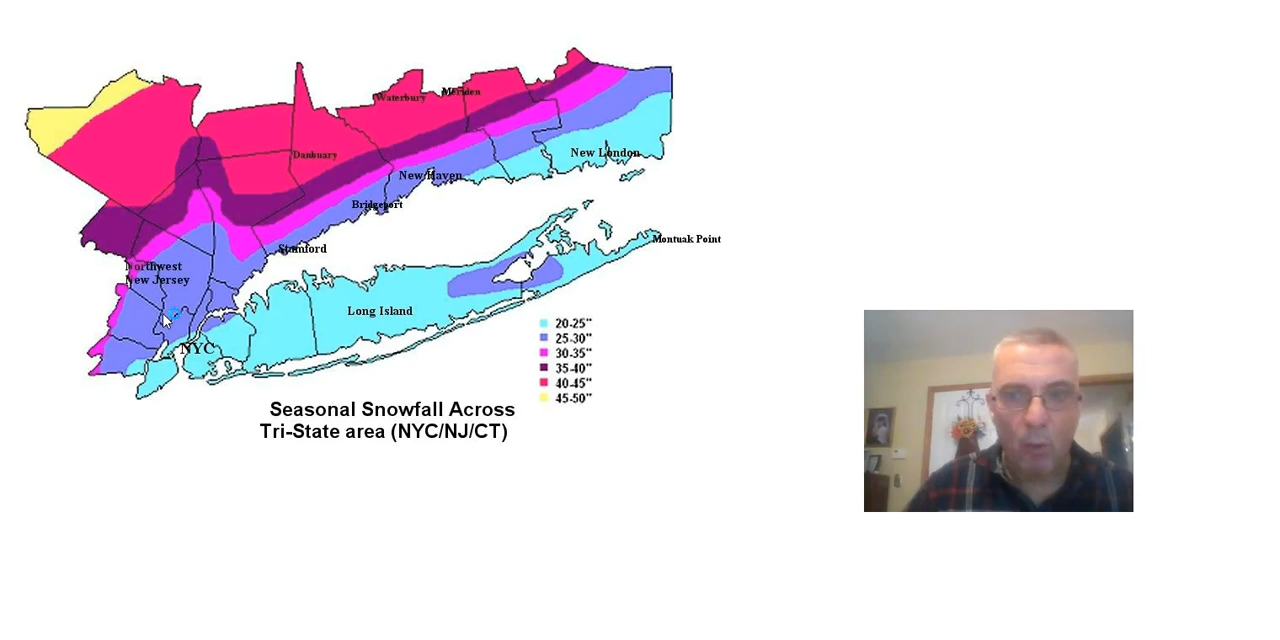 Waterbury
Meriden
Danbuary
New London
New Haven
Bridgeport
Montuak Point
Stamford
Northwest
New Jersey
Long Island
NYC
20-25"
25-30"
30-35"
35-40"
40-45"
45-50"
Seasonal Snowfall Across
Tri-State area (NYC/NJ/CT)